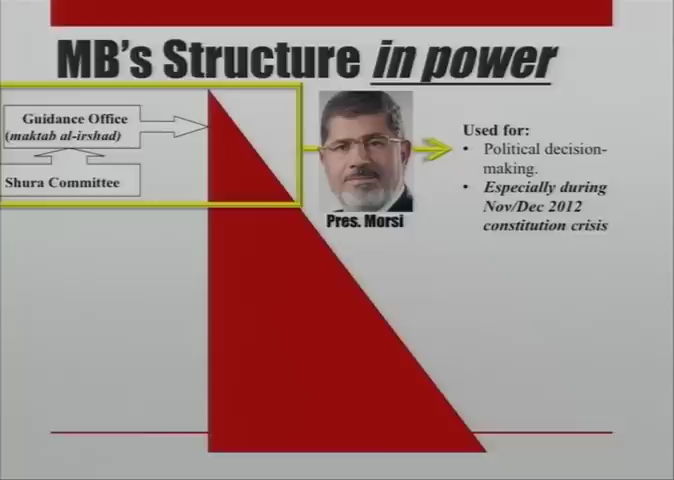 MB's Structure in power
Guidance Office
(maktab al-irshad)
Shura Committee
Pres. Morsi
Used for:
• Political decision-
making.
• Especially during
Nov/Dec 2012
constitution crisis